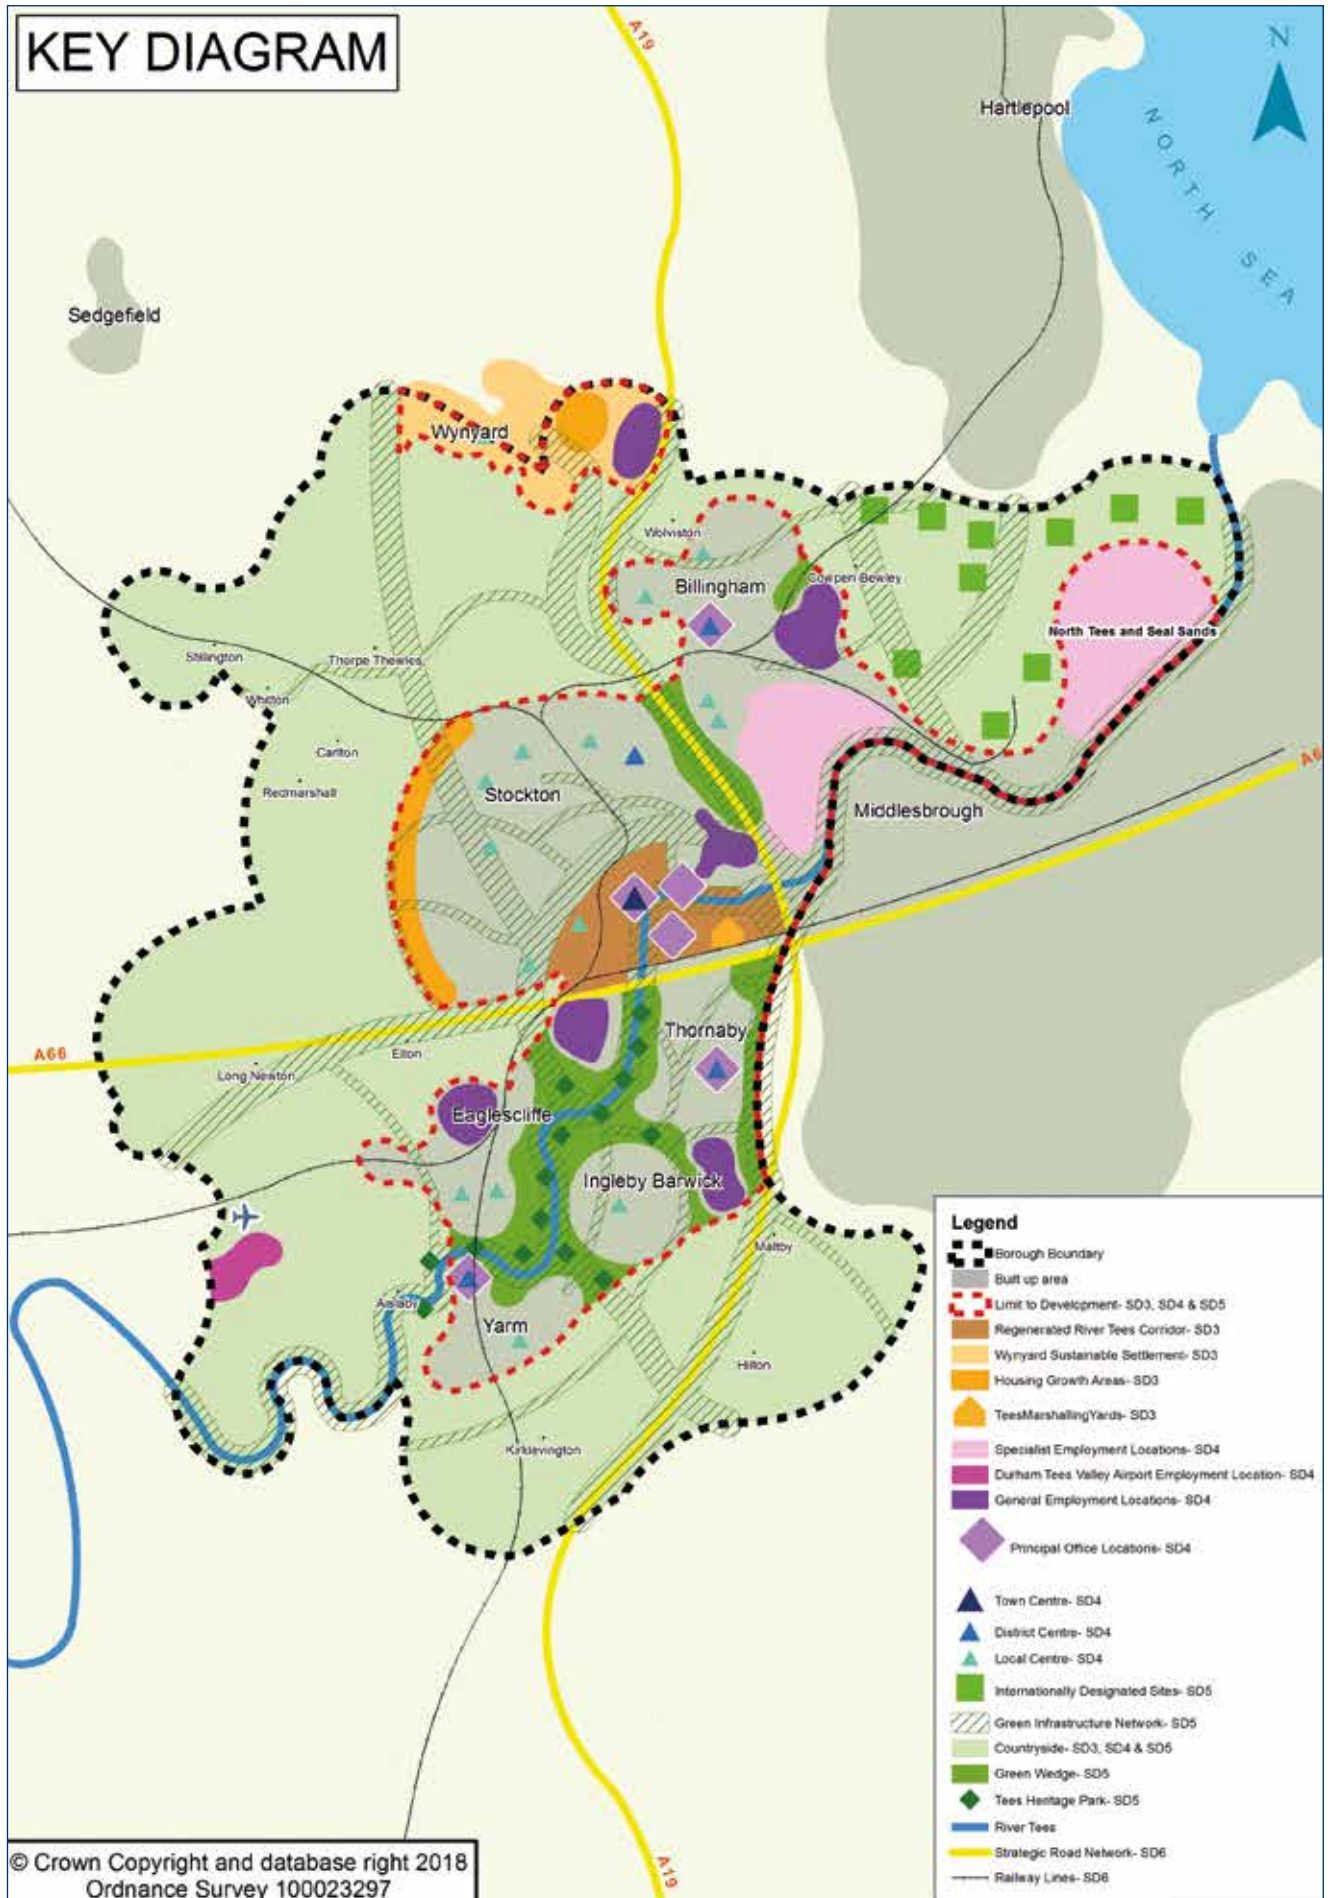 KEY DIAGRAM
A19
N
Hartlepool
NORTH SEA
Sedgefield
Wynyard
Wolviston
Billingham
Cowpen Bewley
North Tees and Seal Sands
Stillington
Thorpe Thewles
Whitton
Carlton
Redmarshall
Stockton
Middlesbrough
A6
A66
Elton
Long Newton
Thornaby
Eaglescliffe
Ingleby Barwick
Maltby
Aislaby
Yarm
Hilton
Kirklevington
A19
Legend
Borough Boundary
Built up area
Limit to Development- SD3, SD4 & SD5
Regenerated River Tees Corridor- SD3
Wynyard Sustainable Settlement- SD3
Housing Growth Areas- SD3
TeesMarshallingYards- SD3
Specialist Employment Locations- SD4
Durham Tees Valley Airport Employment Location- SD4
General Employment Locations- SD4
Principal Office Locations- SD4
Town Centre- SD4
District Centre- SD4
Local Centre- SD4
Internationally Designated Sites- SD5
Green Infrastructure Network- SD5
Countryside- SD3, SD4 & SD5
Green Wedge- SD5
Tees Heritage Park- SD5
River Tees
Strategic Road Network- SD6
Railway Lines- SD6
© Crown Copyright and database right 2018
Ordnance Survey 100023297